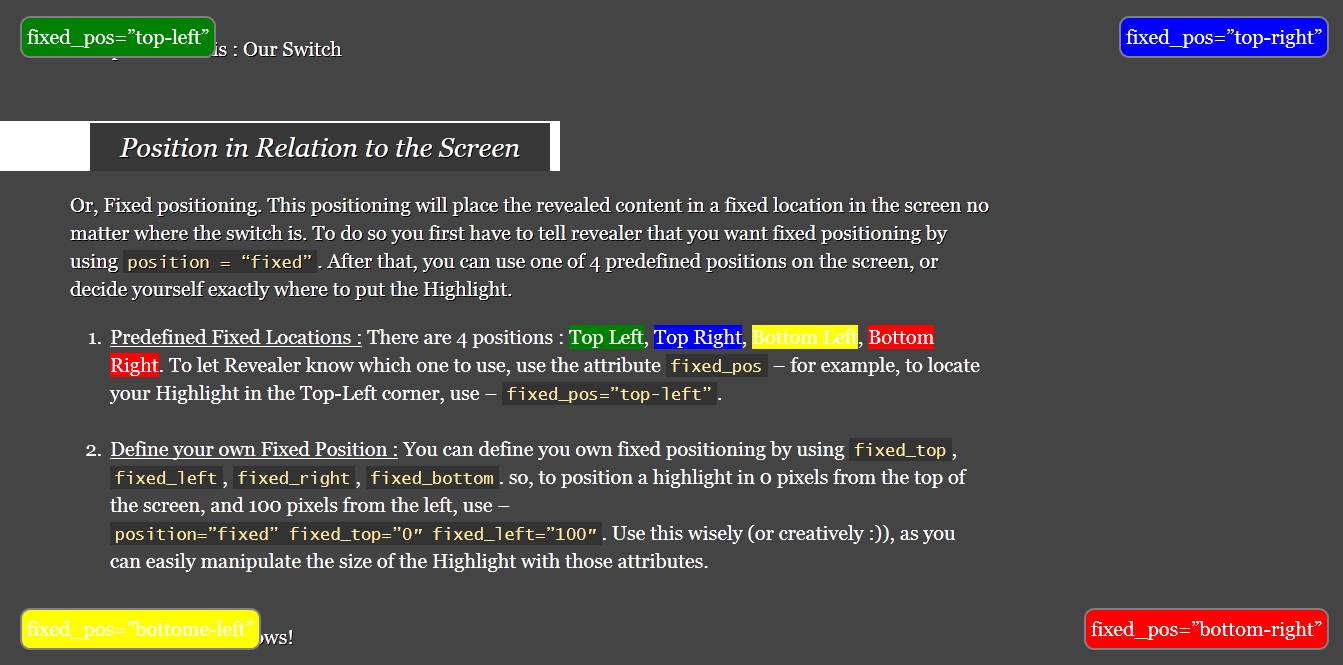 fixed_pos=”top-left”
fixed_pos=”top-right”
is : Our Switch
Position in Relation to the Screen
Or, Fixed positioning. This positioning will place the revealed content in a fixed location in the screen no
matter where the switch is. To do so you first have to tell revealer that you want fixed positioning by
using position = “fixed”. After that, you can use one of 4 predefined positions on the screen, or
decide yourself exactly where to put the Highlight.
1. Predefined Fixed Locations : There are 4 positions : Top Left, Top Right, Bottom Left, Bottom
Right. To let Revealer know which one to use, use the attribute fixed_pos – for example, to locate
your Highlight in the Top-Left corner, use – fixed_pos=”top-left”.
2. Define your own Fixed Position : You can define you own fixed positioning by using fixed_top,
fixed_left, fixed_right, fixed_bottom. so, to position a highlight in 0 pixels from the top of
the screen, and 100 pixels from the left, use –
position=”fixed” fixed_top=”0″ fixed_left=”100″. Use this wisely (or creatively :)), as you
can easily manipulate the size of the Highlight with those attributes.
fixed_pos=”bottome-left”
ows!
fixed_pos=”bottom-right”